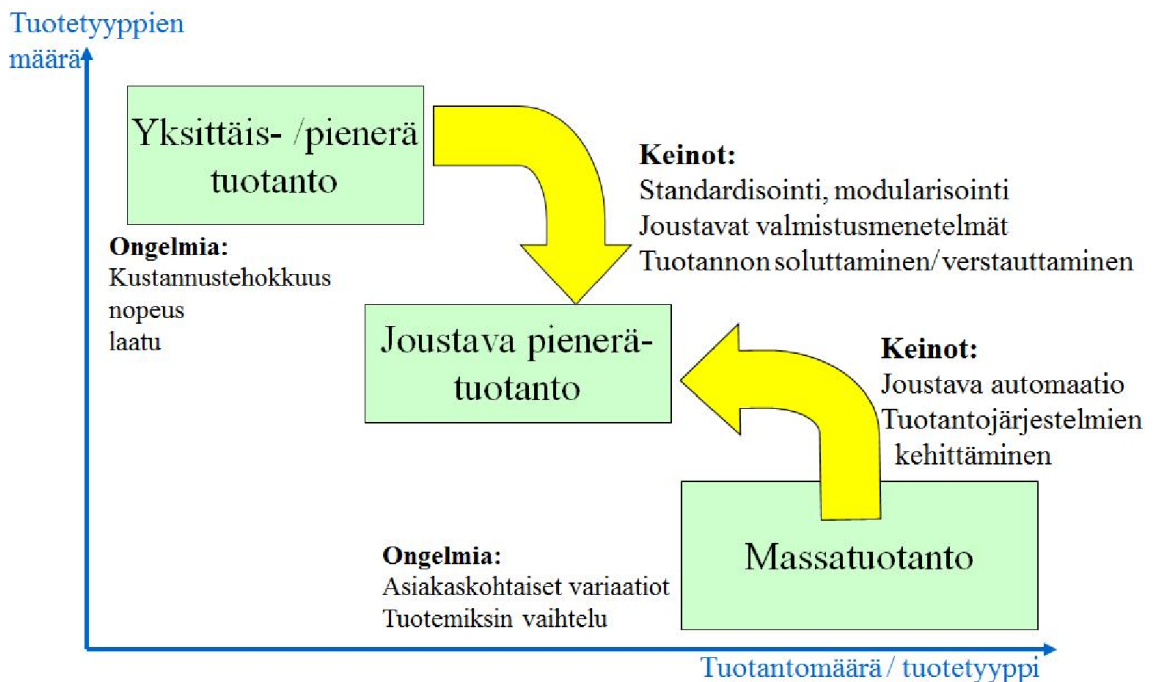 Tuotetyyppien
määrä
Yksittäis- /pienerä
tuotanto
Ongelmia:
Kustannustehokkuus
nopeus
laatu
Keinot:
Standardisointi, modularisointi
Joustavat valmistusmenetelmät
Tuotannon soluttaminen/ verstauttaminen
Joustava pienerä-
tuotanto
Keinot:
Joustava automaatio
Tuotantojärjestelmien
kehittäminen
Ongelmia:
Asiakaskohtaiset variaatiot
Tuotemiksin vaihtelu
Massatuotanto
Tuotantomäärä / tuotetyyppi